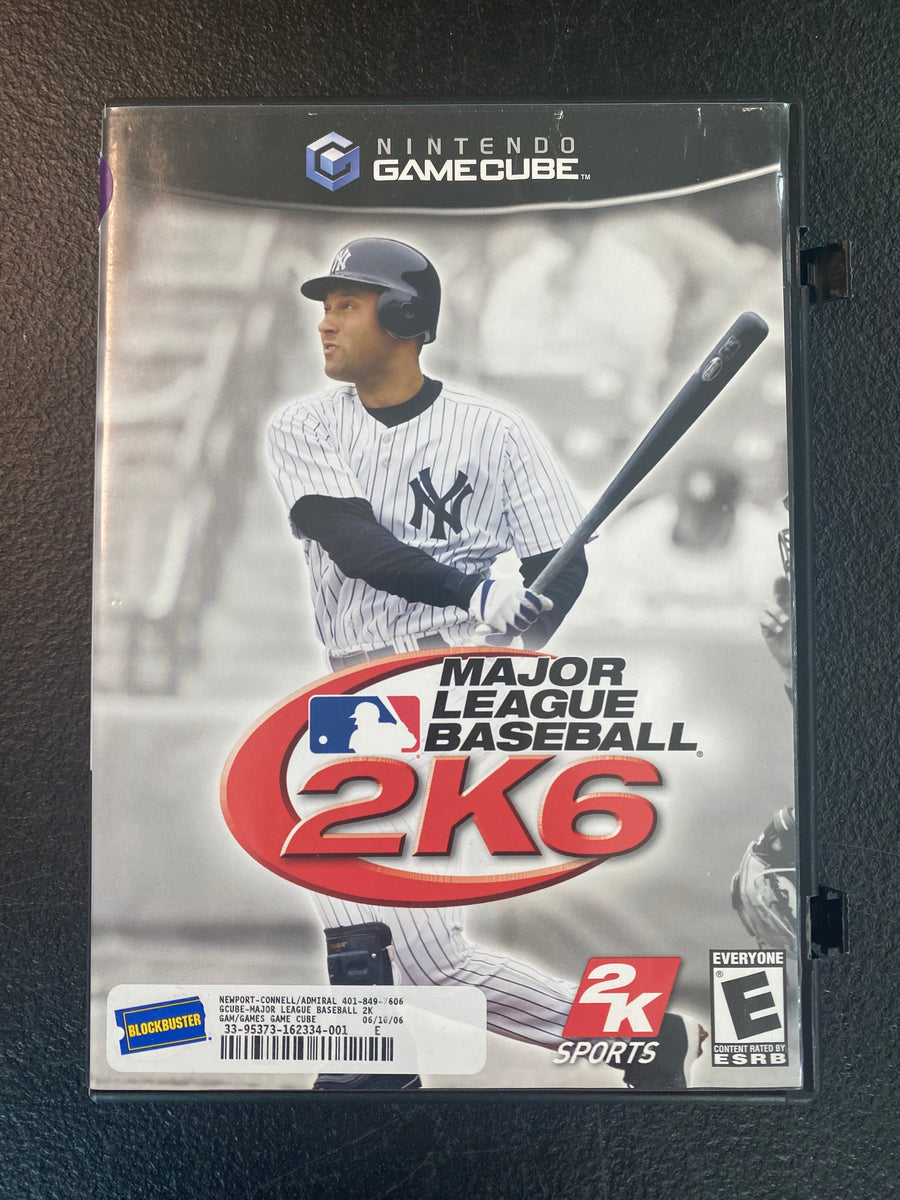 NINTENDO
GAMECUBE™
NY
NY
MAJOR
LEAGUE
BASEBALL®
2K6
2K
SPORTS
EVERYONE
E
®
CONTENT RATED BY
ESRB
BLOCKBUSTER
NEWPORT-CONNELL/ADMIRAL 401-849-7606
GCUBE-MAJOR LEAGUE BASEBALL 2K
GAM/GAMES GAME CUBE 06/16/06
33-95373-162334-001 E